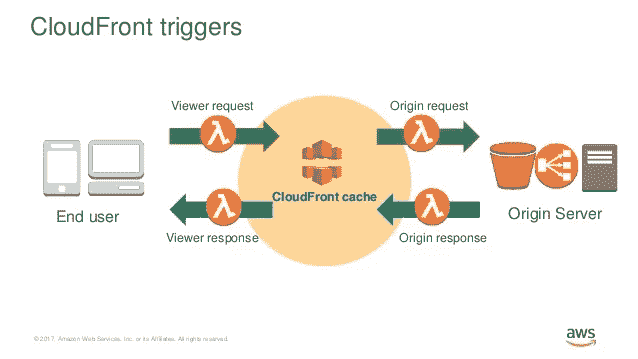 CloudFront triggers
Viewer request
Origin request
λ
λ
CloudFront cache
End user
Origin Server
λ
λ
Viewer response
Origin response
© 2017, Amazon Web Services, Inc. or its Affiliates. All rights reserved.
aws